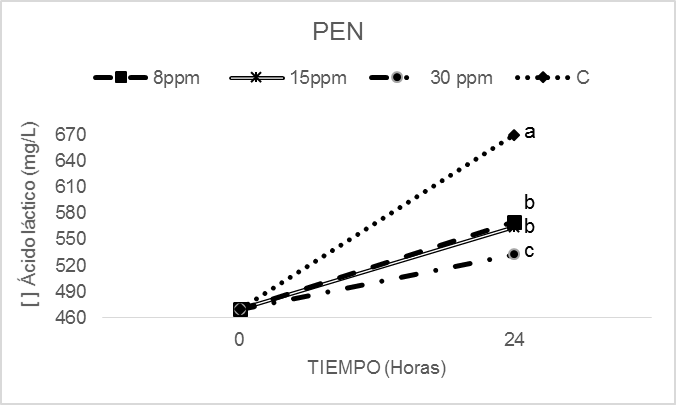 PEN
8ppm 15ppm 30 ppm C
[ ] Ácido láctico (mg/L)
670
640
610
580
550
520
490
460
a
b
b
c
0 24
TIEMPO (Horas)